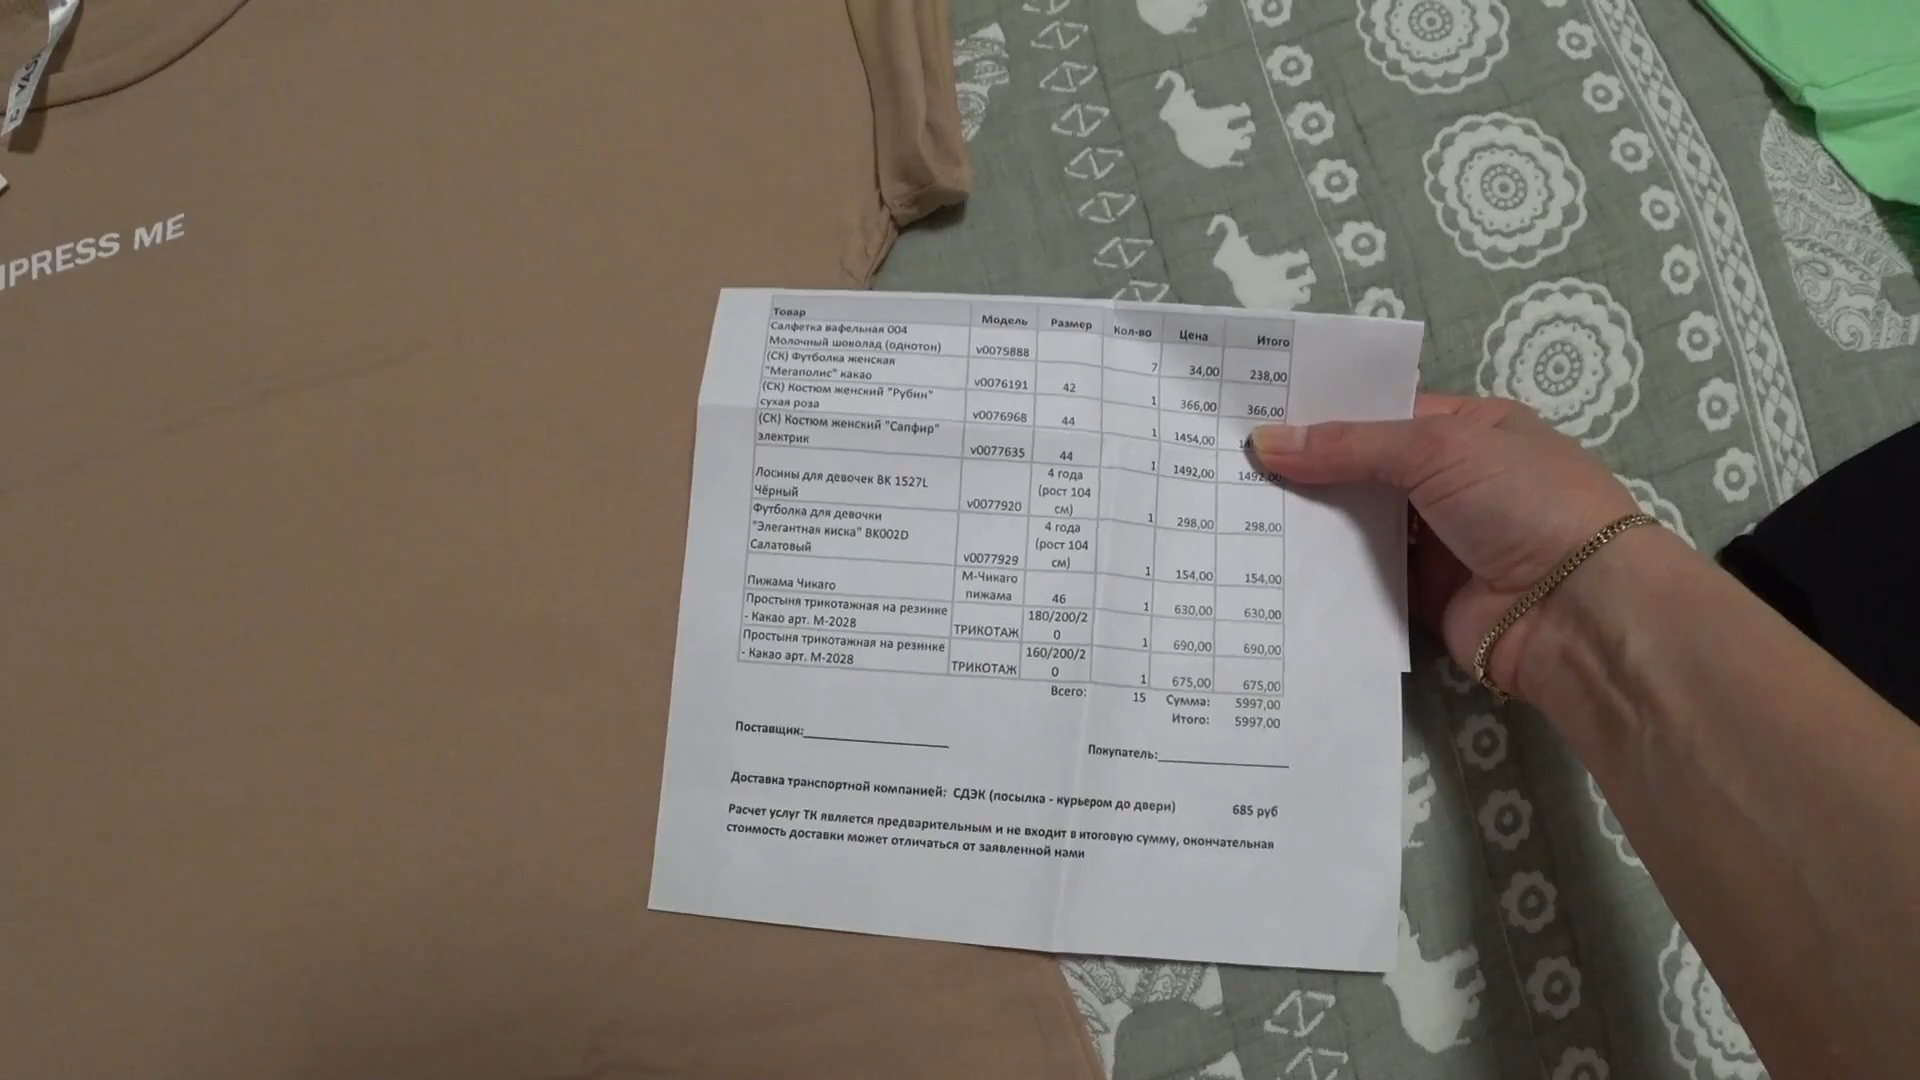 IMPRESS ME
Товар Модель Размер Кол-во Цена Итого
Салфетка вафельная 004
Молочный шоколад (однотон) v0075888 7 34,00 238,00
(СК) Футболка женская
"Мегаполис" какао v0076191 42 1 366,00 366,00
(СК) Костюм женский "Рубин"
сухая роза v0076968 44 1 1454,00
(СК) Костюм женский "Сапфир"
электрик v0077635 44 1 1492,00 1492,00
Лосины для девочек BK 1527L
Чёрный v0077920 4 года
(рост 104
см) 1 298,00 298,00
Футболка для девочки
"Элегантная киска" BK002D
Салатовый v0077929 4 года
(рост 104
см) 1 154,00 154,00
Пижама Чикаго М-Чикаго
пижама 46 1 630,00 630,00
Простыня трикотажная на резинке
- Какао арт. М-2028 ТРИКОТАЖ 180/200/2
0 1 690,00 690,00
Простыня трикотажная на резинке
- Какао арт. М-2028 ТРИКОТАЖ 160/200/2
0 1 675,00 675,00
Всего: 15 Сумма: 5997,00
Итого: 5997,00
Поставщик:
Покупатель:
Доставка транспортной компанией: СДЭК (посылка - курьером до двери) 685 руб
Расчет услуг ТК является предварительным и не входит в итоговую сумму, окончательная
стоимость доставки может отличаться от заявленной нами